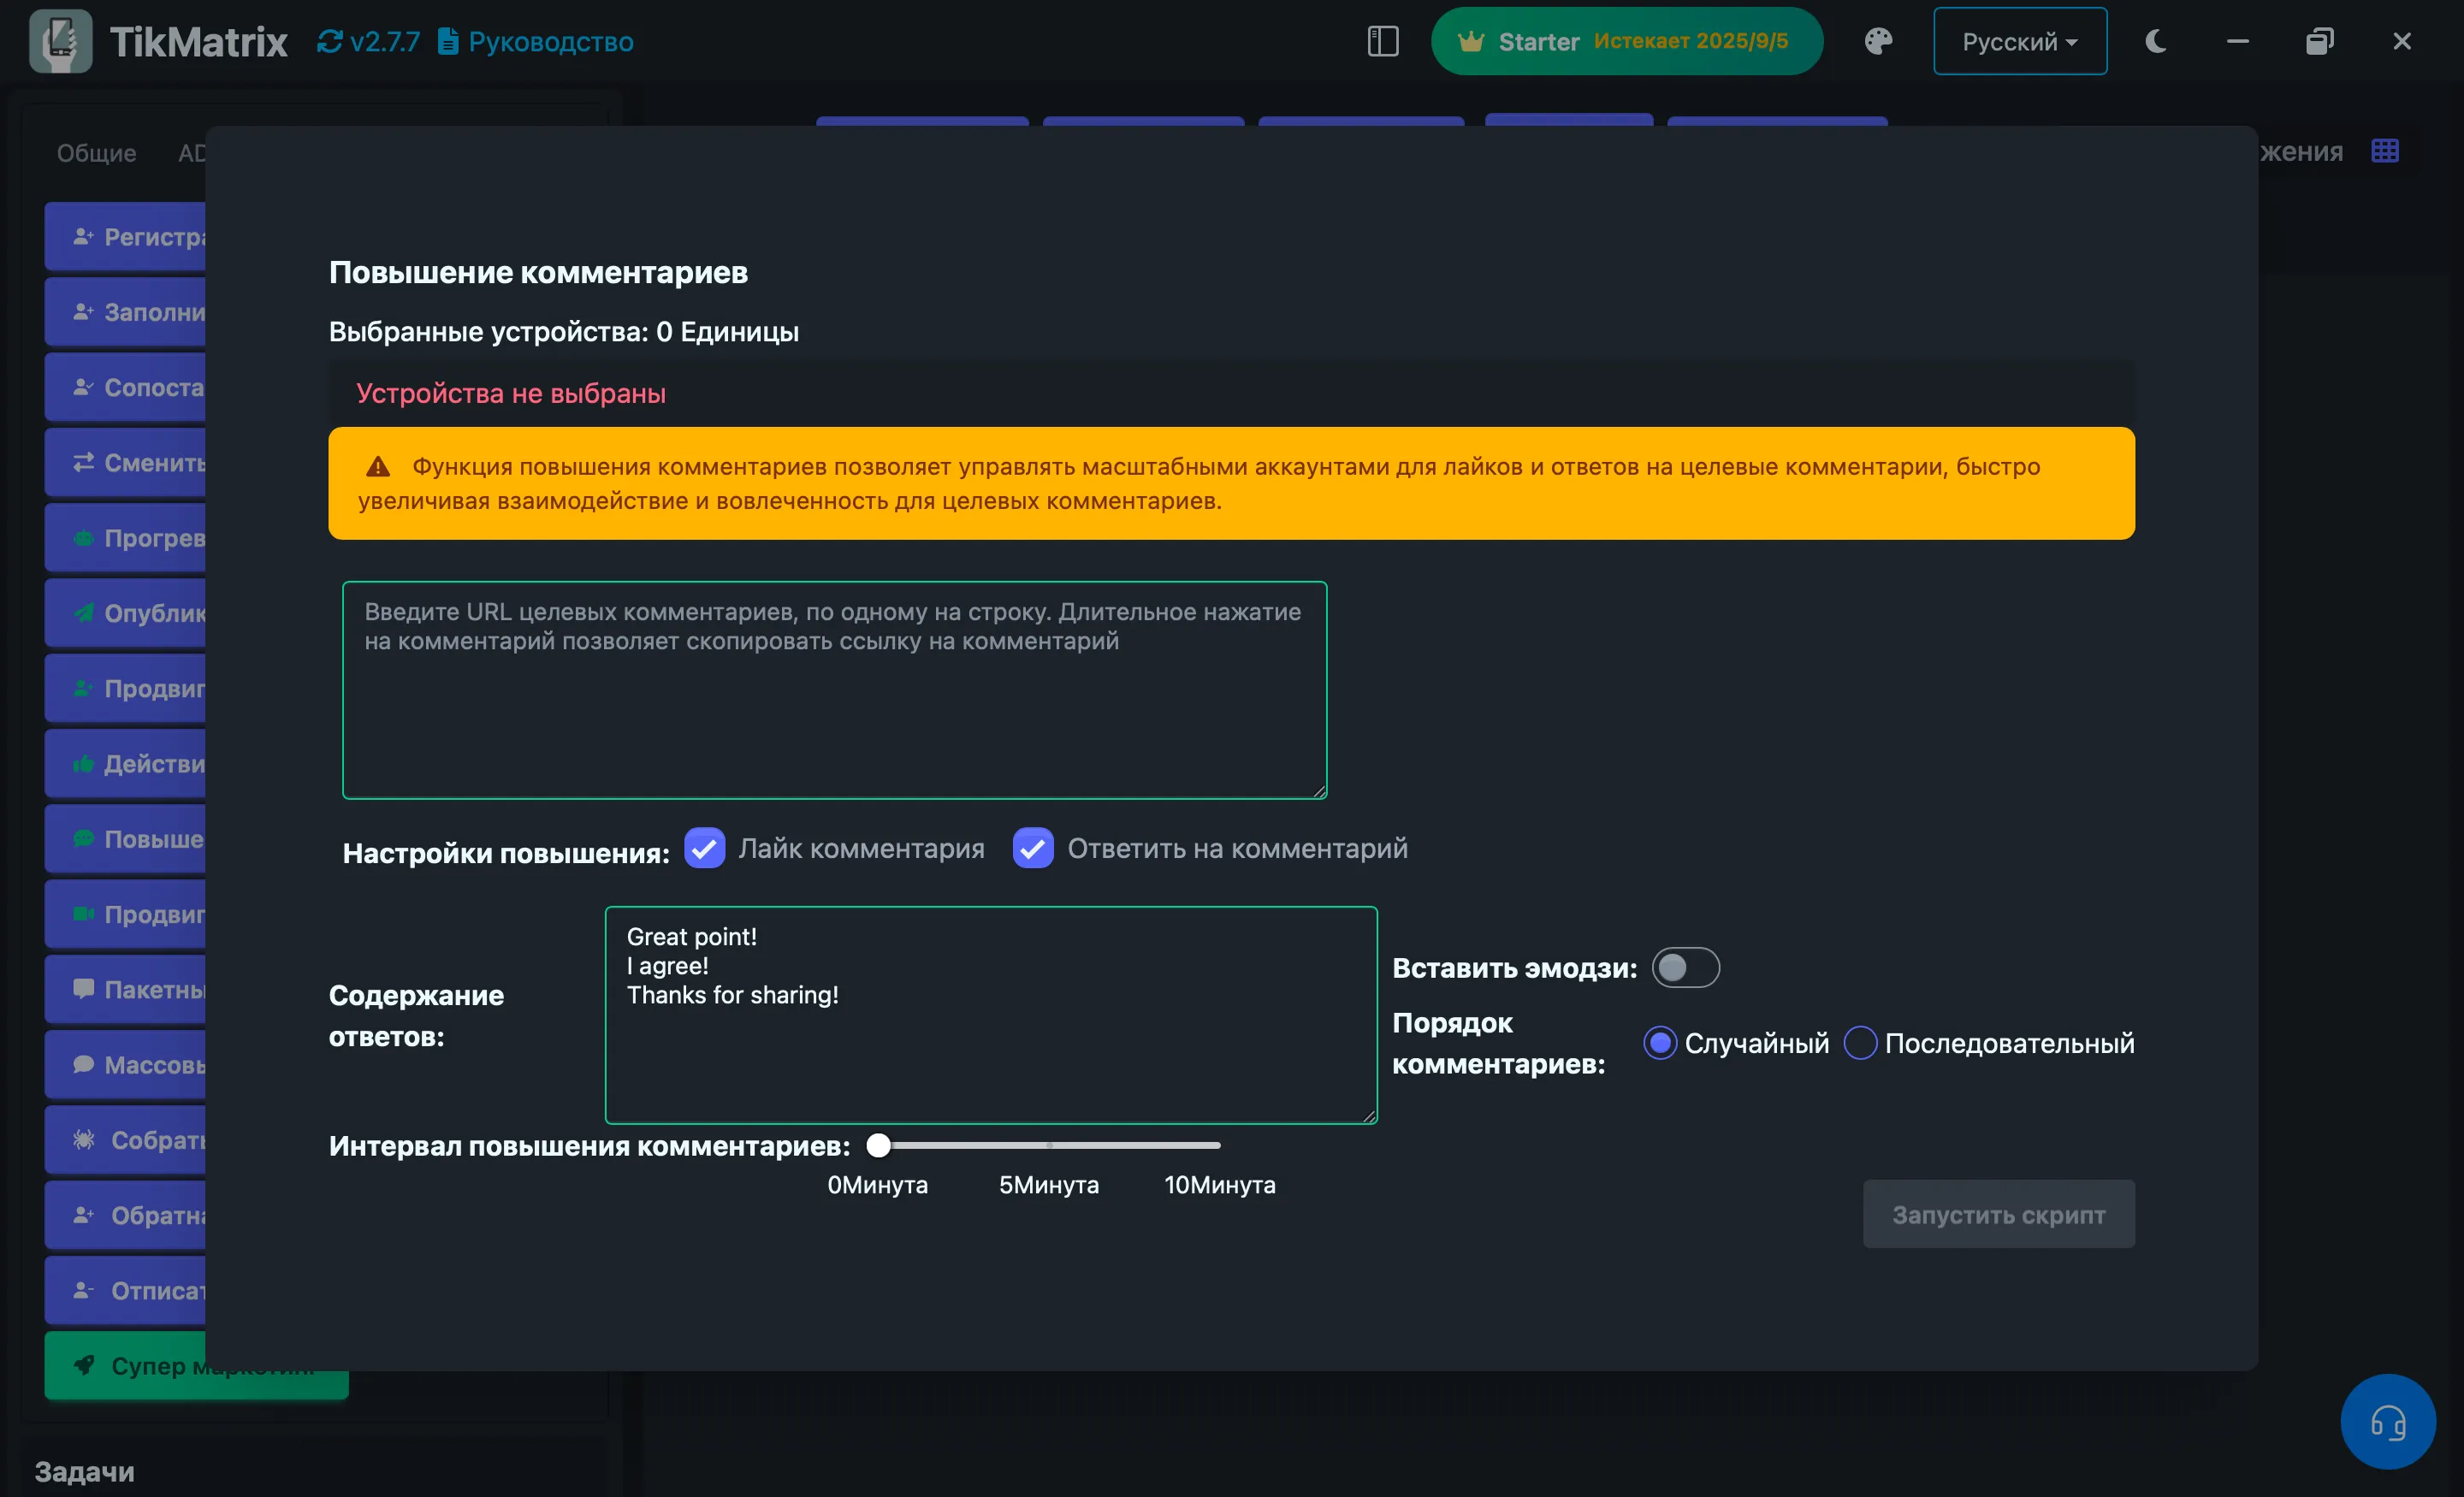 TikMatrix
v2.7.7
Руководство
Starter Истекает 2025/9/5
Русский
Общие
жения
Повышение комментариев
Выбранные устройства: 0 Единицы
Устройства не выбраны
Функция повышения комментариев позволяет управлять масштабными аккаунтами для лайков и ответов на целевые комментарии, быстро
увеличивая взаимодействие и вовлеченность для целевых комментариев.
Введите URL целевых комментариев, по одному на строку. Длительное нажатие
на комментарий позволяет скопировать ссылку на комментарий
Настройки повышения:
Лайк комментария
Ответить на комментарий
Содержание
ответов:
Great point!
I agree!
Thanks for sharing!
Вставить эмодзи:
Порядок
комментариев:
Случайный
Последовательный
Интервал повышения комментариев:
0Минута
5Минута
10Минута
Запустить скрипт
Регистра
Заполни
Сопоста
Сменить
Прогрев
Опублик
Продвиг
Действи
Повыше
Продвиг
Пакетны
Массовь
Собрать
Обратна
Отписат
Супер
Задачи